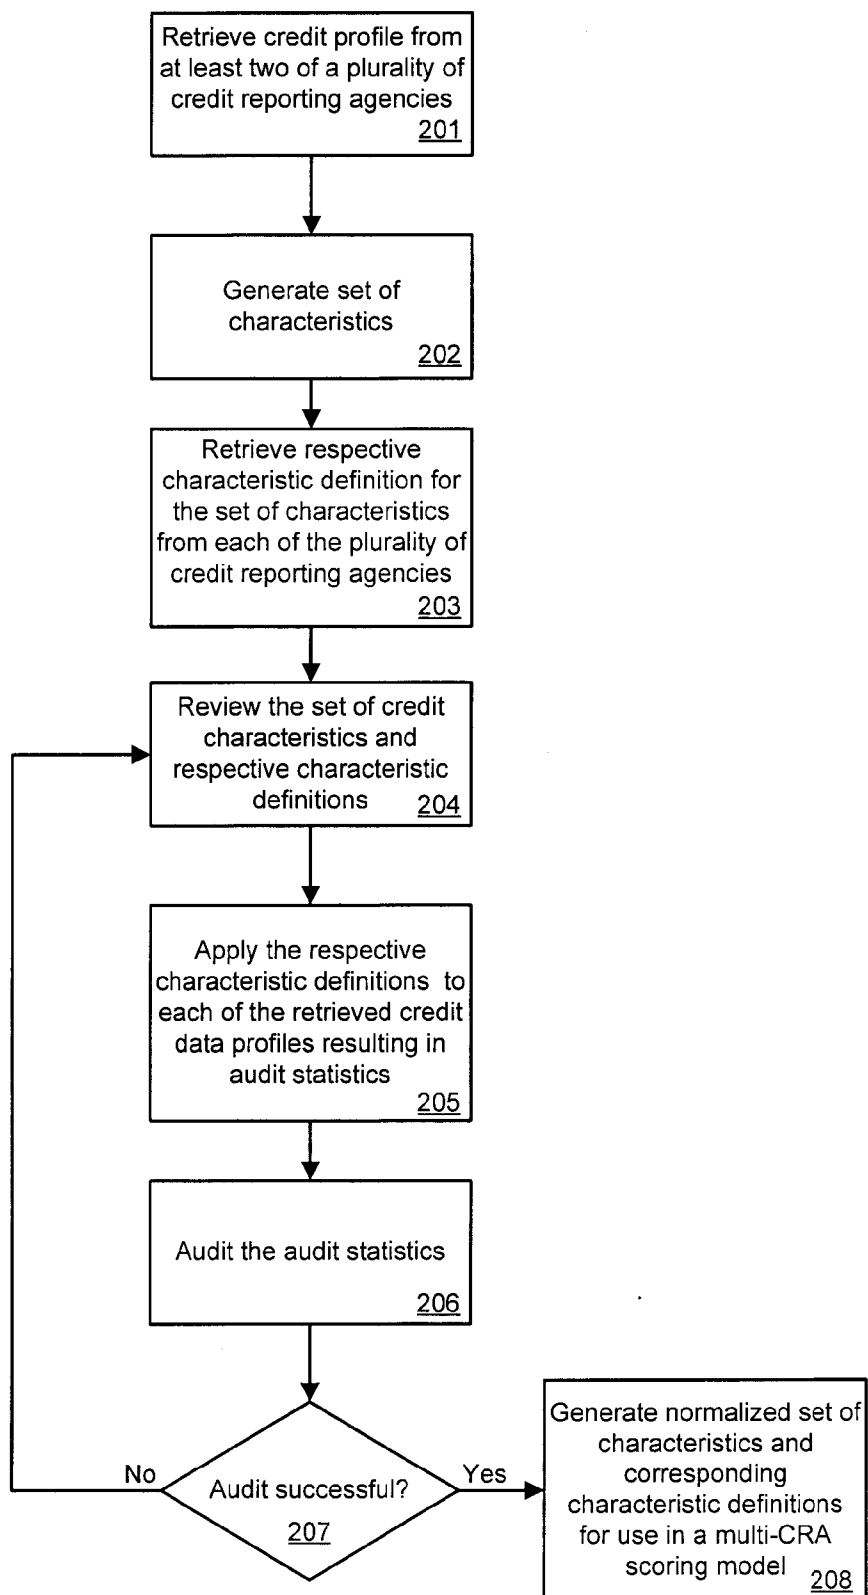 Retrieve credit profile from
at least two of a plurality of
credit reporting agencies
201
Generate set of
characteristics
202
Retrieve respective
characteristic definition for
the set of characteristics
from each of the plurality of
credit reporting agencies
203
Review the set of credit
characteristics and
respective characteristic
definitions
204
Apply the respective
characteristic definitions to
each of the retrieved credit
data profiles resulting in
audit statistics
205
Audit the audit statistics
206
No
Audit successful?
207
Yes
Generate normalized set of
characteristics and
corresponding
characteristic definitions
for use in a multi-CRA
scoring model
208